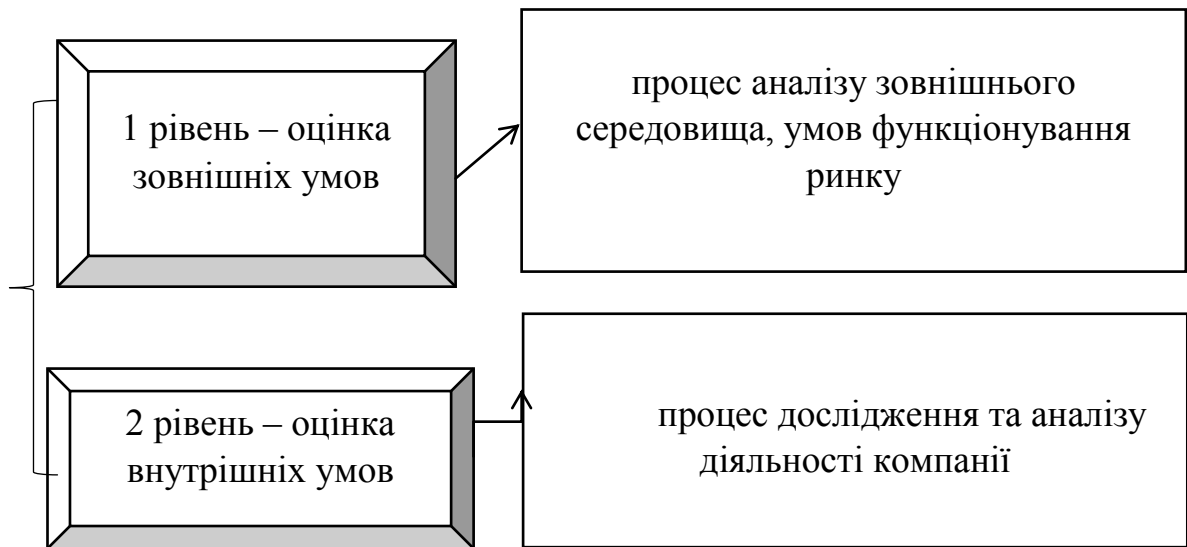 1 рівень – оцінка
зовнішніх умов
процес аналізу зовнішнього
середовища, умов функціонування
ринку
2 рівень – оцінка
внутрішніх умов
процес дослідження та аналізу
діяльності компанії